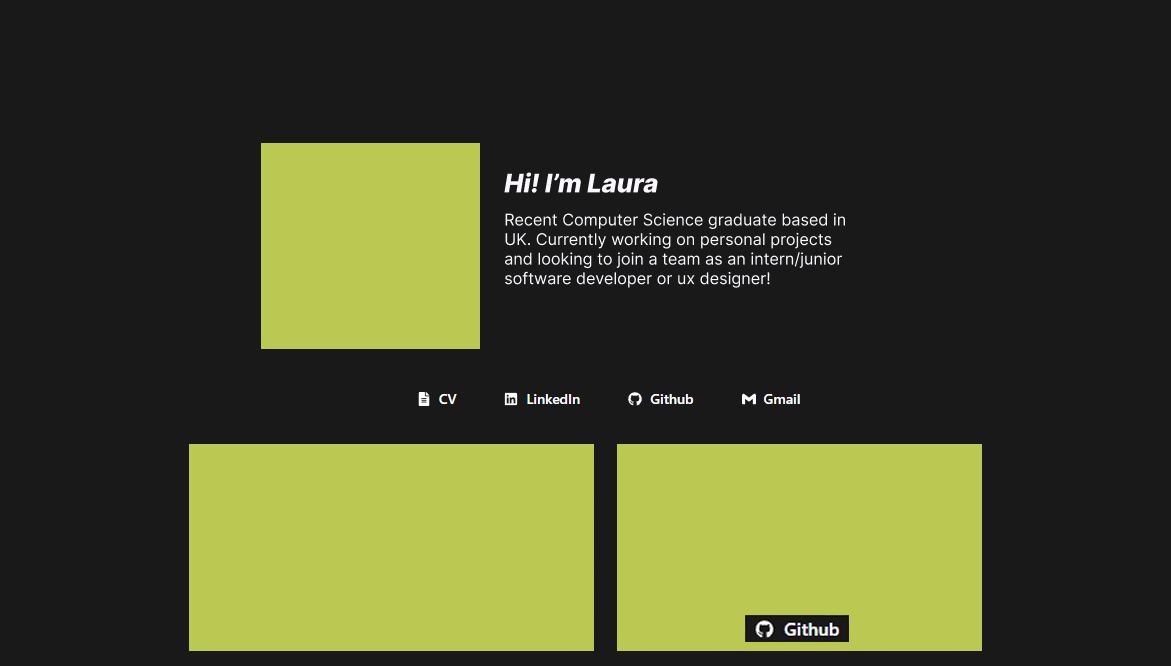 Hi! I’m Laura
Recent Computer Science graduate based in
UK. Currently working on personal projects
and looking to join a team as an intern/junior
software developer or ux designer!
CV LinkedIn Github Gmail
Github